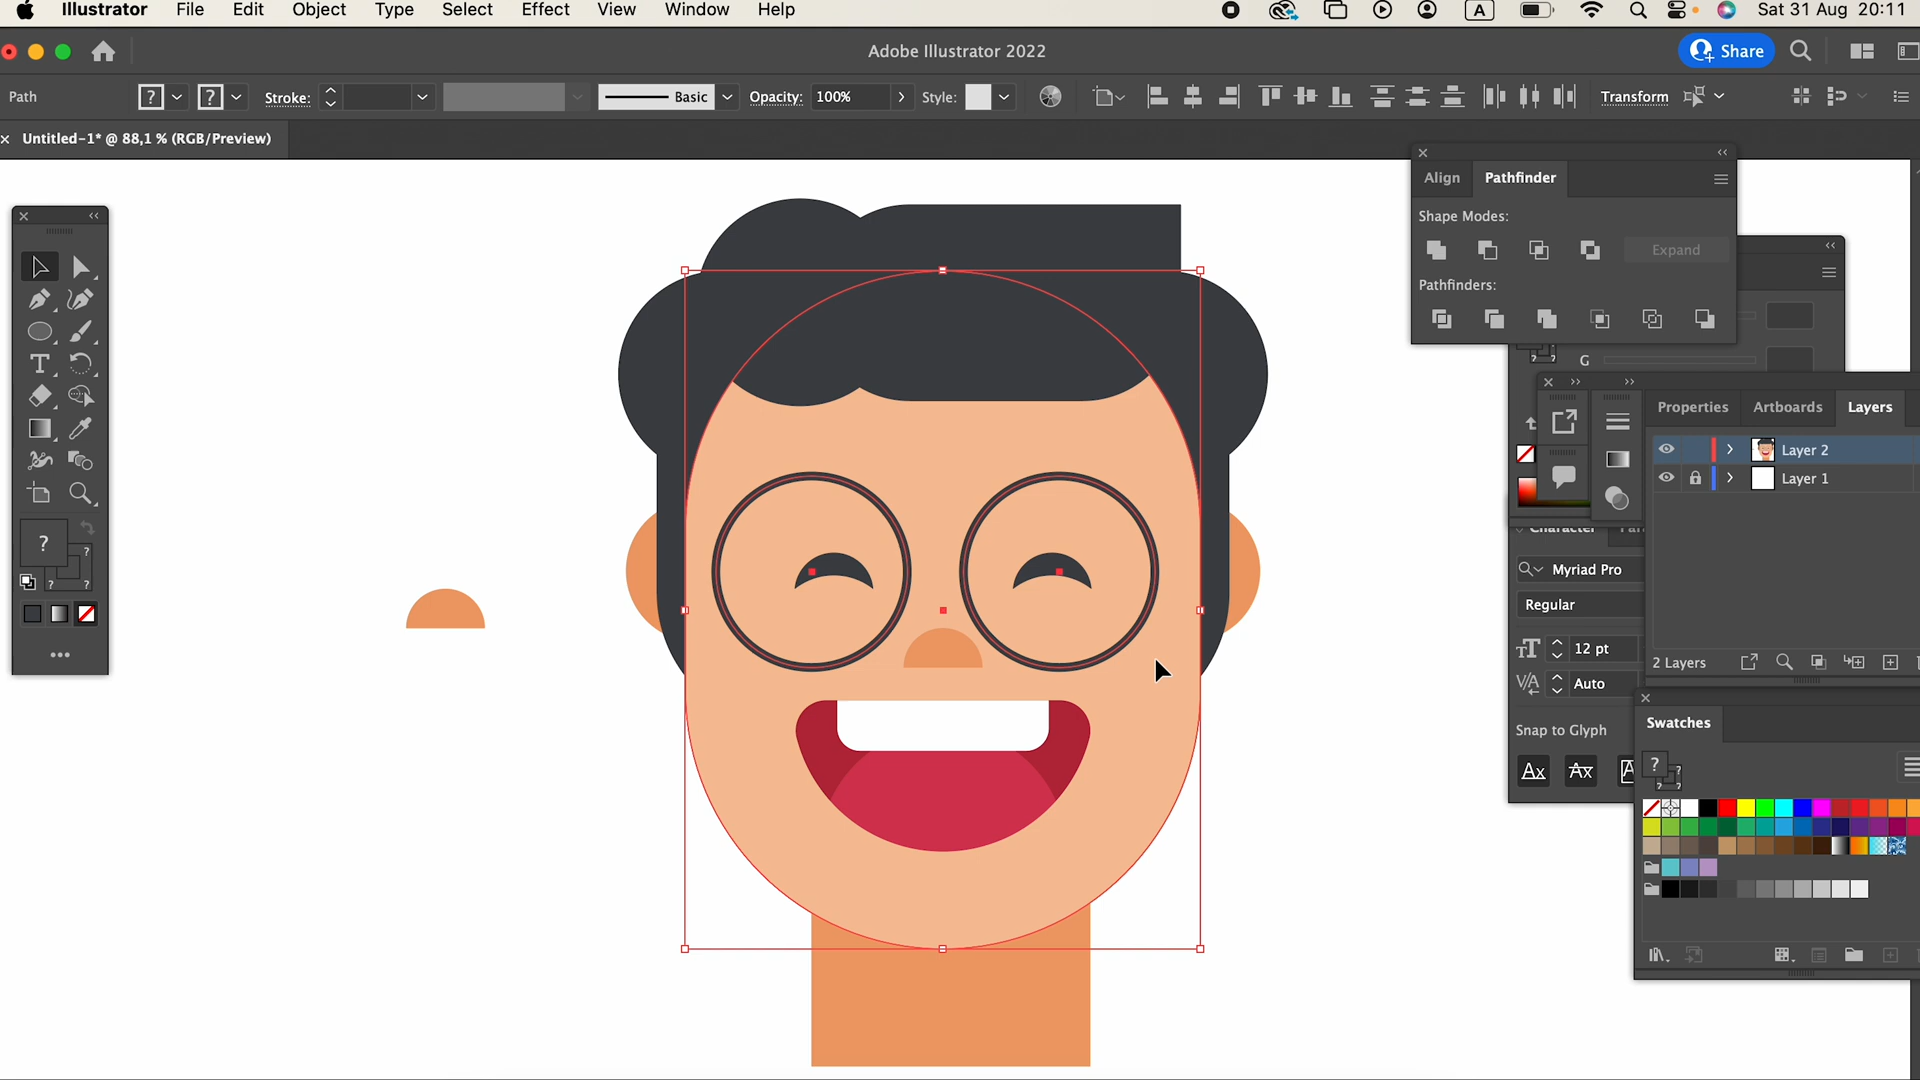 Illustrator File Edit Object Type Select Effect View Window Help A Sat 31 Aug 20:11
Adobe Illustrator 2022
Share
Path ? ? Stroke: Basic Opacity: 100% Style: Transform
× Untitled-1* @ 88,1 % (RGB/Preview)
Align Pathfinder
Shape Modes:
Expand
Pathfinders:
G
Properties Artboards Layers
Layer 2
Layer 1
Character
Myriad Pro
Regular
12 pt
Auto
2 Layers
Snap to Glyph
Swatches